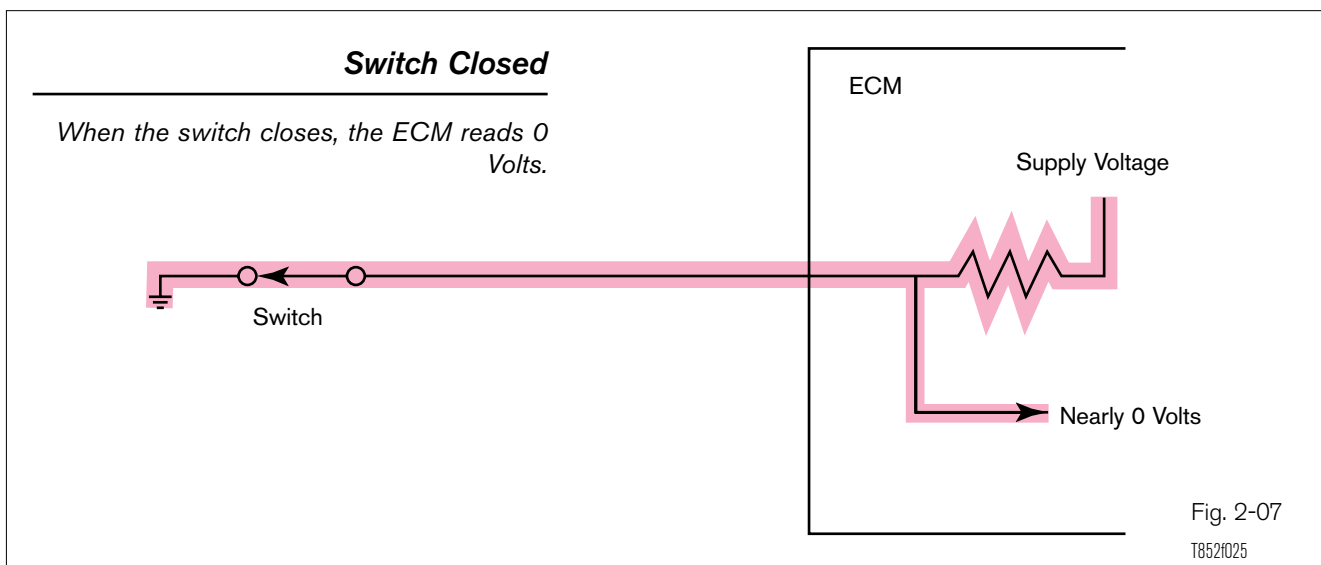 Switch Closed
When the switch closes, the ECM reads 0
Volts.
ECM
Supply Voltage
Switch
Nearly 0 Volts
Fig. 2-07
T852f025